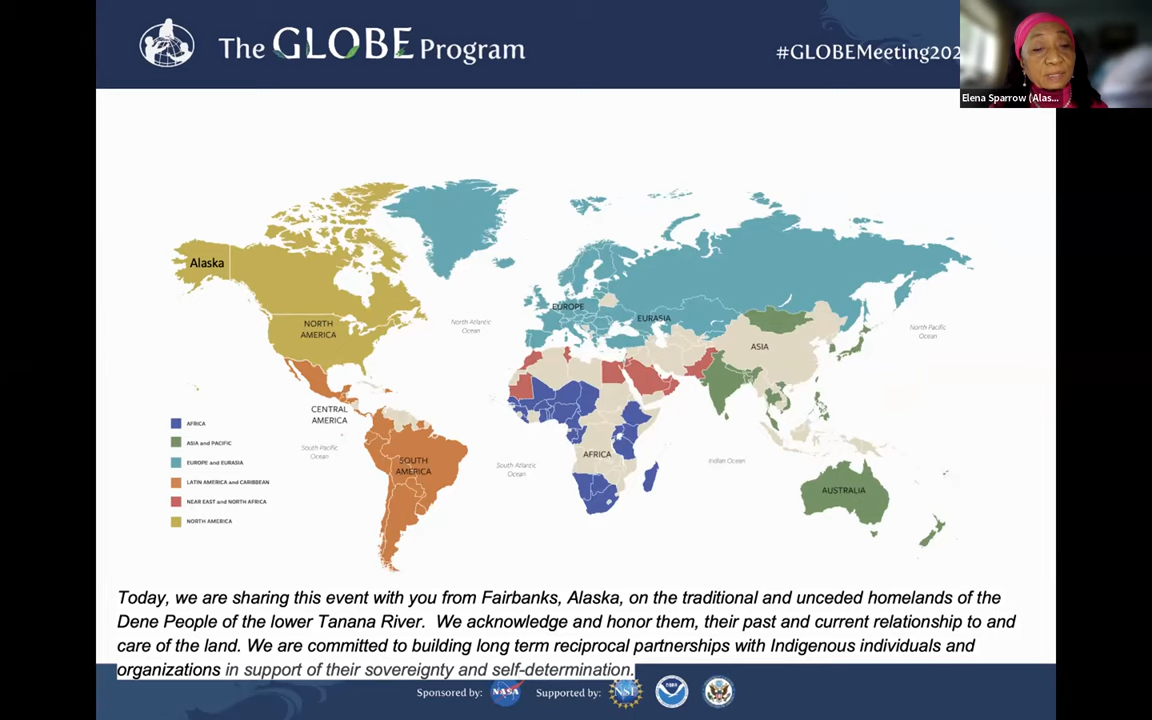 The GLOBE Program
#GLOBEMeeting202
Elena Sparrow (Alas...
Alaska
NORTH
AMERICA
North Atlantic
Ocean
EUROPE
EURASIA
ASIA
North Pacific
Ocean
CENTRAL
AMERICA
South Pacific
Ocean
SOUTH
AMERICA
South Atlantic
Ocean
AFRICA
Indian Ocean
AUSTRALIA
AFRICA
ASIA and PACIFIC
EUROPE and EURASIA
LATIN AMERICA and CARIBBEAN
NEAR EAST and NORTH AFRICA
NORTH AMERICA
Today, we are sharing this event with you from Fairbanks, Alaska, on the traditional and unceded homelands of the
Dene People of the lower Tanana River. We acknowledge and honor them, their past and current relationship to and
care of the land. We are committed to building long term reciprocal partnerships with Indigenous individuals and
organizations in support of their sovereignty and self-determination.
Sponsored by: NASA Supported by: NSF